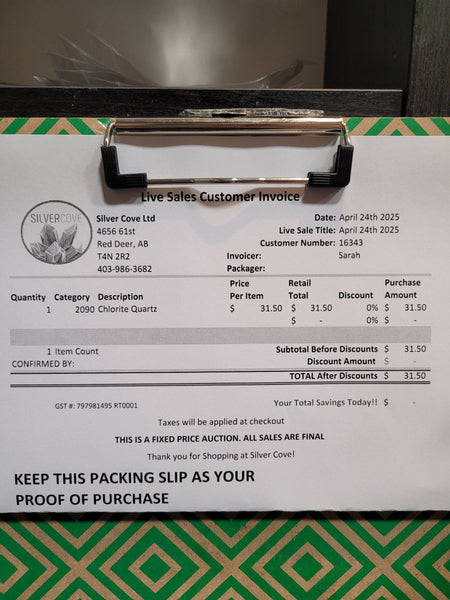 Live Sales Customer Invoice
SILVERCOVE
Silver Cove Ltd
4656 61st
Red Deer, AB
T4N 2R2
403-986-3682
Date: April 24th 2025
Live Sale Title: April 24th 2025
Customer Number: 16343
Invoicer: Sarah
Packager:
Quantity Category Description Price Per Item Retail Total Discount Purchase Amount
1 2090 Chlorite Quartz $ 31.50 $ 31.50 0% $ 31.50
$ - 0% $ -
1 Item Count Subtotal Before Discounts $ 31.50
Discount Amount $ -
CONFIRMED BY:
TOTAL After Discounts $ 31.50
GST #: 797981495 RT0001 Your Total Savings Today!! $ -
Taxes will be applied at checkout
THIS IS A FIXED PRICE AUCTION. ALL SALES ARE FINAL
Thank you for Shopping at Silver Cove!
KEEP THIS PACKING SLIP AS YOUR
PROOF OF PURCHASE